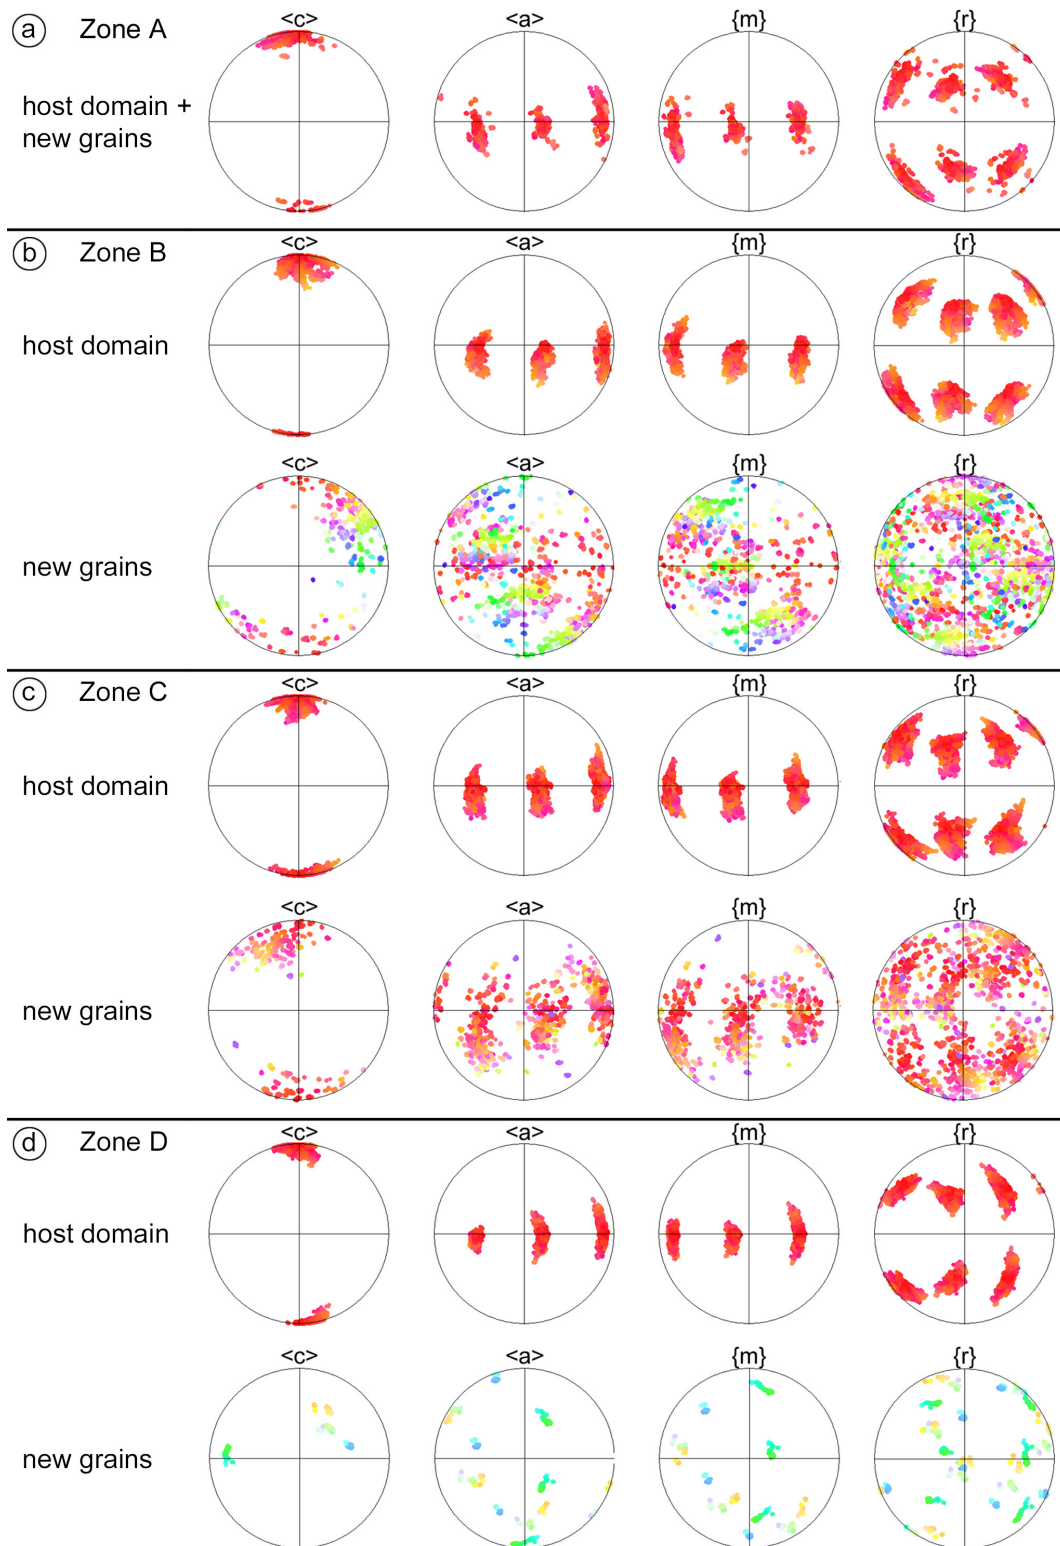 a Zone A
<c> <a> {m} {r}
host domain +
new grains
b Zone B
<c> <a> {m} {r}
host domain
<c> <a> {m} {r}
new grains
c Zone C
<c> <a> {m} {r}
host domain
<c> <a> {m} {r}
new grains
d Zone D
<c> <a> {m} {r}
host domain
<c> <a> {m} {r}
new grains